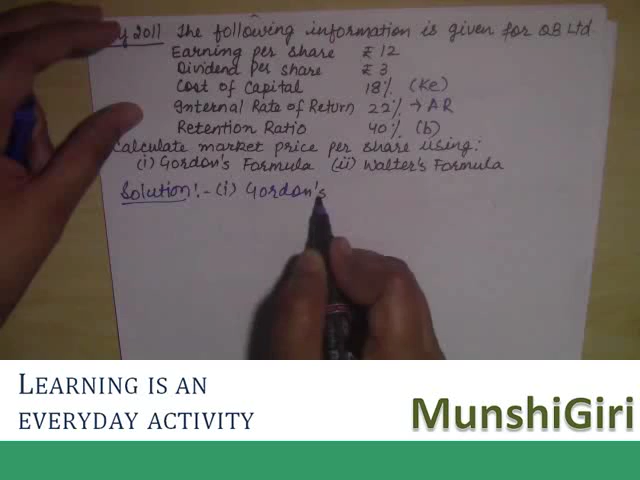 y 2011 The following information is given for QB Ltd.
Earning per share ₹ 12
Dividend per share ₹ 3
Cost of Capital 18% (Ke)
Internal Rate of Return 22% → AR
Retention Ratio 40% (b)
Calculate market price per share using:
(i) Gordon's Formula (ii) Walter's Formula
Solution:- (i) Gordon's
LEARNING IS AN
EVERYDAY ACTIVITY
MunshiGiri